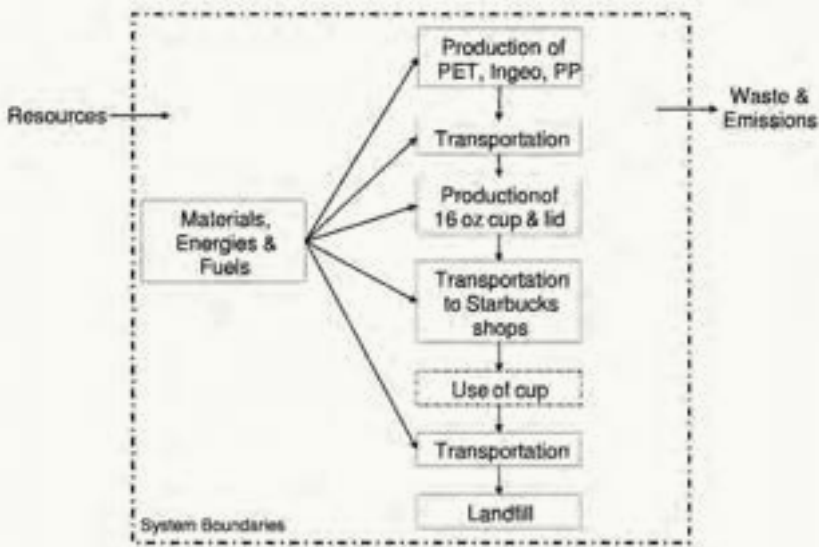 Production of
PET, Ingeo, PP
Resources
Waste &
Emissions
Transportation
Productionof
16 oz cup & lid
Materials,
Energies &
Fuels
Transportation
to Starbucks
shops
Use of cup
Transportation
Landfill
System Boundaries